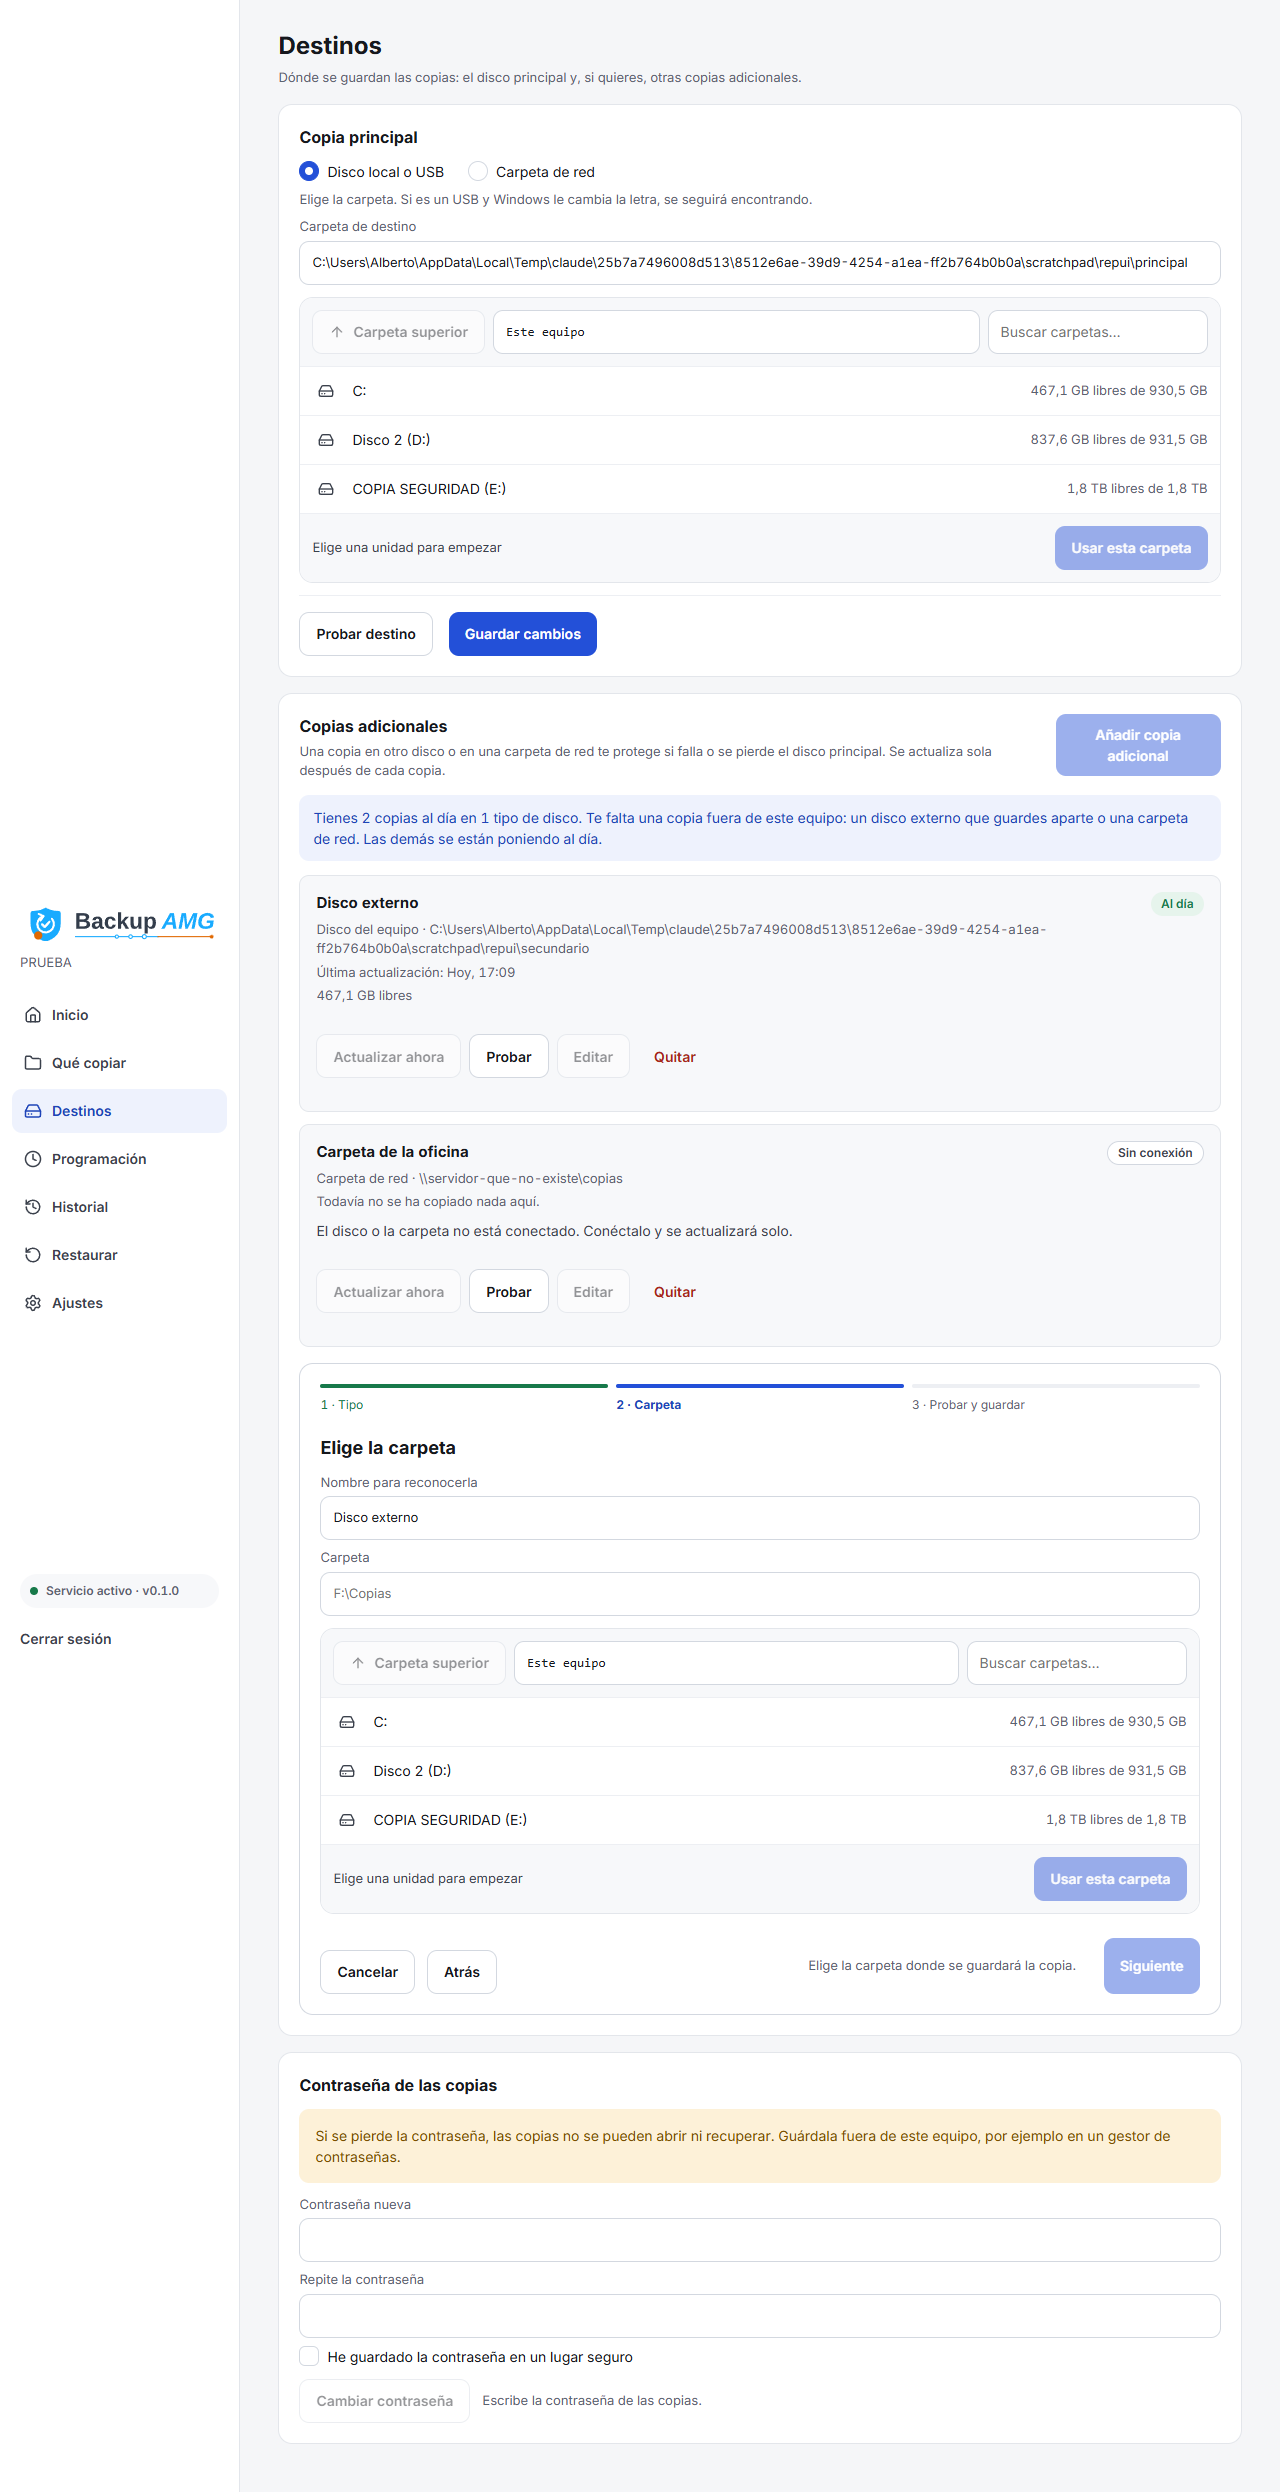 Destinos
Dónde se guardan las copias: el disco principal y, si quieres, otras copias adicionales.
Copia principal
Disco local o USB
Carpeta de red
Elige la carpeta. Si es un USB y Windows le cambia la letra, se seguirá encontrando.
Carpeta de destino
C:\Users\Alberto\AppData\Local\Temp\claude\25b7a7496008d513\8512e6ae-39d9-4254-a1ea-ff2b764b0b0a\scratchpad\repui\principal
Carpeta superior
Este equipo
Buscar carpetas...
C:
467,1 GB libres de 930,5 GB
Disco 2 (D:)
837,6 GB libres de 931,5 GB
COPIA SEGURIDAD (E:)
1,8 TB libres de 1,8 TB
Elige una unidad para empezar
Usar esta carpeta
Probar destino
Guardar cambios
Copias adicionales
Una copia en otro disco o en una carpeta de red te protege si falla o se pierde el disco principal. Se actualiza sola
después de cada copia.
Añadir copia
adicional
Tienes 2 copias al día en 1 tipo de disco. Te falta una copia fuera de este equipo: un disco externo que guardes aparte o una carpeta
de red. Las demás se están poniendo al día.
Disco externo
Al día
Disco del equipo · C:\Users\Alberto\AppData\Local\Temp\claude\25b7a7496008d513\8512e6ae-39d9-4254-a1ea-
ff2b764b0b0a\scratchpad\repui\secundario
Última actualización: Hoy, 17:09
467,1 GB libres
Actualizar ahora
Probar
Editar
Quitar
Carpeta de la oficina
Sin conexión
Carpeta de red · \\servidor-que-no-existe\copias
Todavía no se ha copiado nada aquí.
El disco o la carpeta no está conectado. Conéctalo y se actualizará solo.
Actualizar ahora
Probar
Editar
Quitar
1 · Tipo
2 · Carpeta
3 · Probar y guardar
Elige la carpeta
Nombre para reconocerla
Disco externo
Carpeta
F:\Copias
Carpeta superior
Este equipo
Buscar carpetas...
C:
467,1 GB libres de 930,5 GB
Disco 2 (D:)
837,6 GB libres de 931,5 GB
COPIA SEGURIDAD (E:)
1,8 TB libres de 1,8 TB
Elige una unidad para empezar
Usar esta carpeta
Cancelar
Atrás
Elige la carpeta donde se guardará la copia.
Siguiente
Contraseña de las copias
Si se pierde la contraseña, las copias no se pueden abrir ni recuperar. Guárdala fuera de este equipo, por ejemplo en un gestor de
contraseñas.
Contraseña nueva
Repite la contraseña
He guardado la contraseña en un lugar seguro
Cambiar contraseña
Escribe la contraseña de las copias.
Backup AMG
PRUEBA
Inicio
Qué copiar
Destinos
Programación
Historial
Restaurar
Ajustes
Servicio activo · v0.1.0
Cerrar sesión